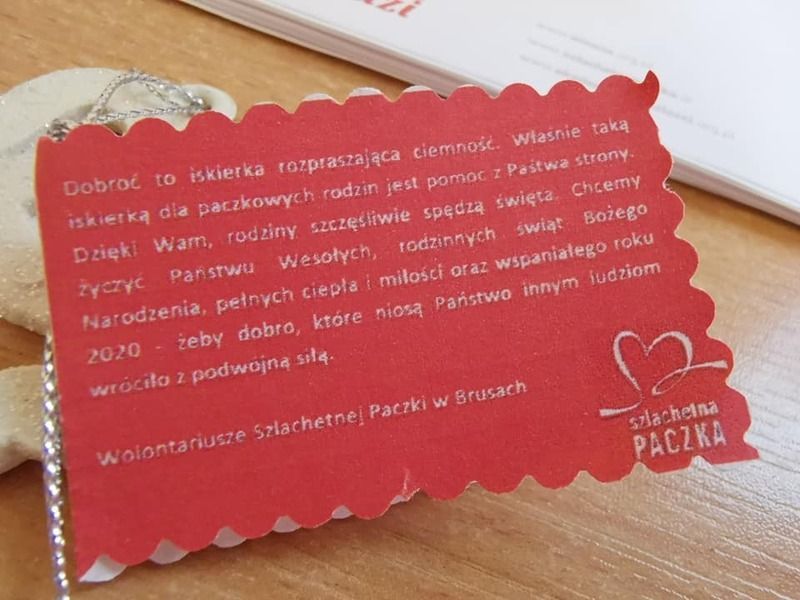 Dobroć to iskierka rozpraszająca ciemność. Właśnie taką
iskierką dla paczkowych rodzin jest pomoc z Państwa strony.
Dzięki Wam, rodziny szczęśliwie spędzą święta. Chcemy
życzyć Państwu Wesołych, rodzinnych świąt Bożego
Narodzenia, pełnych ciepła i miłości oraz wspaniałego roku
2020 - żeby dobro, które niosą Państwo innym ludziom
wróciło z podwójną siłą.
Wolontariusze Szlachetnej Paczki w Brusach
szlachetna
PACZKA